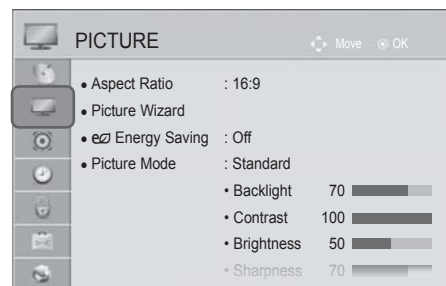 PICTURE
Move OK
• Aspect Ratio : 16:9
• Picture Wizard
• Energy Saving : Off
• Picture Mode : Standard
• Backlight 70
• Contrast 100
• Brightness 50
• Sharpness 70